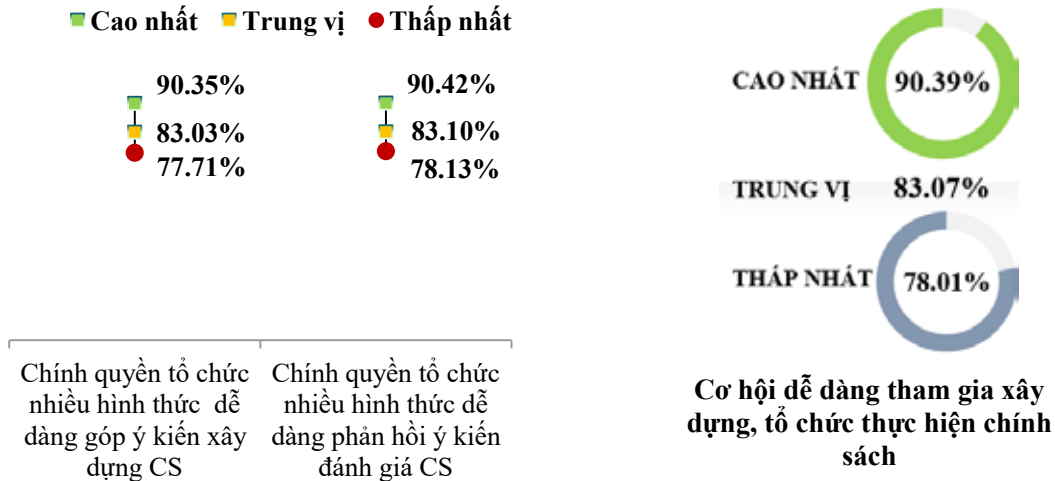 Cao nhất Trung vị Thấp nhất
90.35%
83.03%
77.71%
90.42%
83.10%
78.13%
Chính quyền tổ chức
nhiều hình thức dễ
dàng góp ý kiến xây
dựng CS
Chính quyền tổ chức
nhiều hình thức dễ
dàng phản hồi ý kiến
đánh giá CS
CAO NHÁT 90.39%
TRUNG VỊ 83.07%
THÁP NHÁT 78.01%
Cơ hội dễ dàng tham gia xây
dựng, tổ chức thực hiện chính
sách